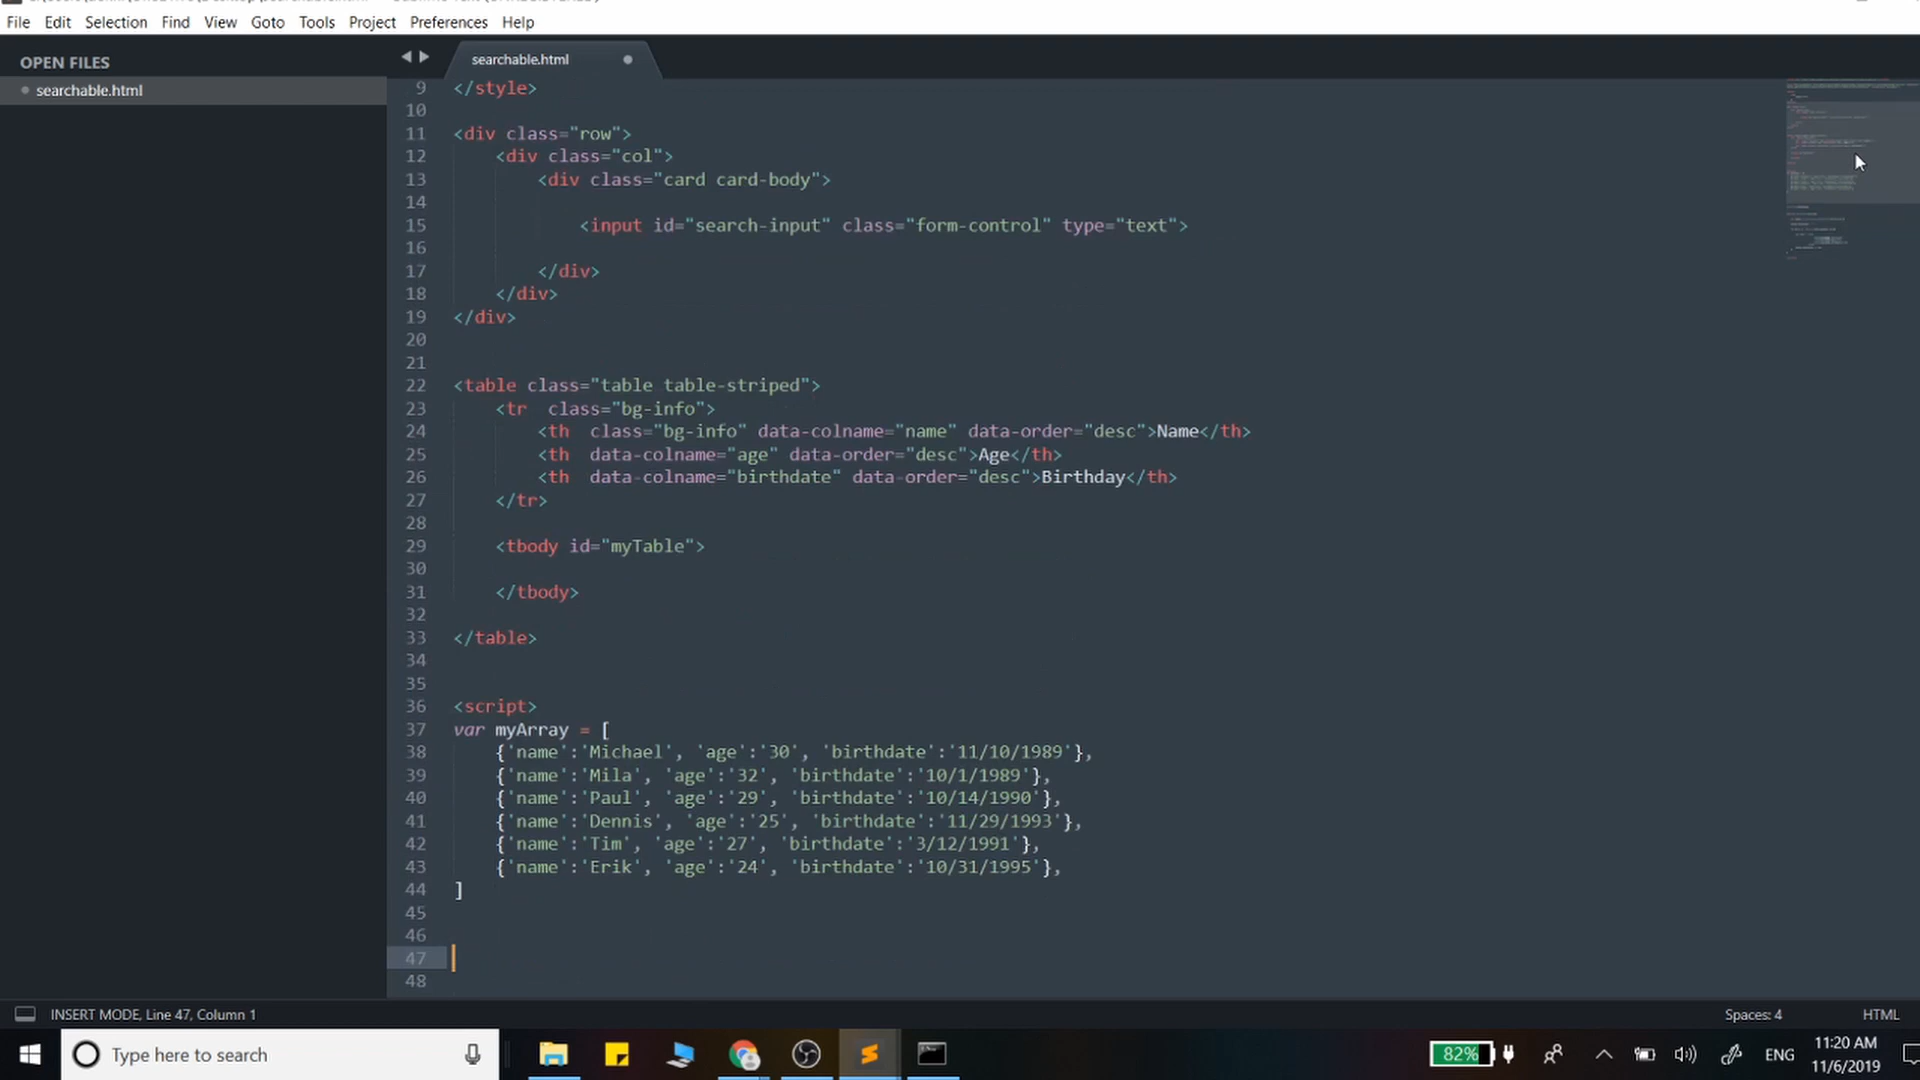 File Edit Selection Find View Goto Tools Project Preferences Help
OPEN FILES
searchable.html
searchable.html
9 </style>
10
11 <div class="row">
12 <div class="col">
13 <div class="card card-body">
14
15 <input id="search-input" class="form-control" type="text">
16
17 </div>
18 </div>
19 </div>
20
21
22 <table class="table table-striped">
23 <tr  class="bg-info">
24 <th  class="bg-info" data-colname="name" data-order="desc">Name</th>
25 <th  data-colname="age" data-order="desc">Age</th>
26 <th  data-colname="birthdate" data-order="desc">Birthday</th>
27 </tr>
28
29 <tbody id="myTable">
30
31 </tbody>
32
33 </table>
34
35
36 <script>
37 var myArray = [
38 {'name':'Michael', 'age':'30', 'birthdate':'11/10/1989'},
39 {'name':'Mila', 'age':'32', 'birthdate':'10/1/1989'},
40 {'name':'Paul', 'age':'29', 'birthdate':'10/14/1990'},
41 {'name':'Dennis', 'age':'25', 'birthdate':'11/29/1993'},
42 {'name':'Tim', 'age':'27', 'birthdate':'3/12/1991'},
43 {'name':'Erik', 'age':'24', 'birthdate':'10/31/1995'},
44 ]
45
46
47
48
INSERT MODE, Line 47, Column 1 Spaces: 4 HTML
Type here to search 82% ENG 11:20 AM
11/6/2019